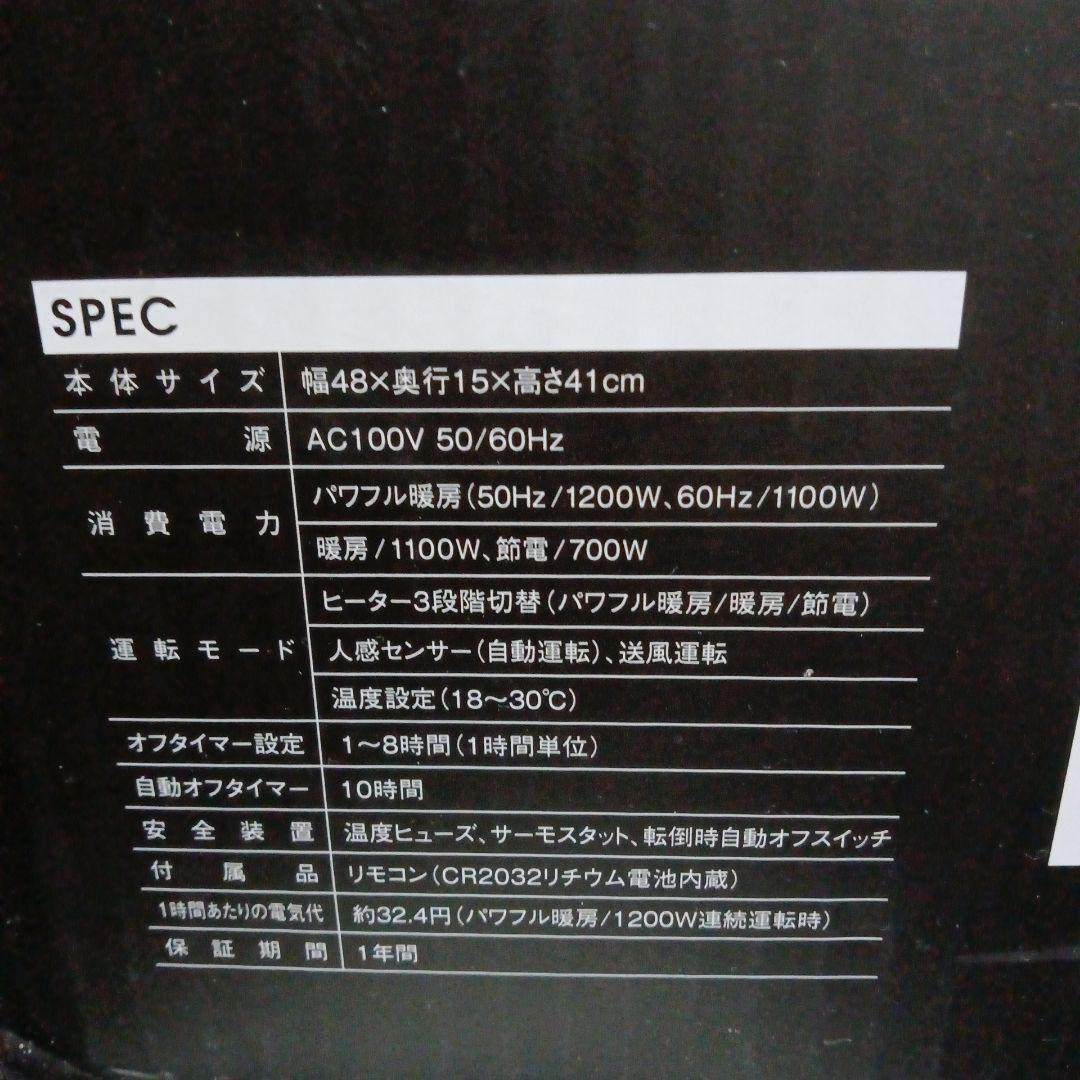 SPEC
本体サイズ 幅48×奥行15×高さ41cm
電源 AC100V 50/60Hz
消費電力 パワフル暖房(50Hz/1200W、60Hz/1100W)
暖房/1100W、節電/700W
運転モード ヒーター3段階切替(パワフル暖房/暖房/節電)
人感センサー(自動運転)、送風運転
温度設定(18〜30℃)
オフタイマー設定 1〜8時間(1時間単位)
自動オフタイマー 10時間
安全装置 温度ヒューズ、サーモスタット、転倒時自動オフスイッチ
付属品 リモコン(CR2032リチウム電池内蔵)
1時間あたりの電気代 約32.4円(パワフル暖房/1200W連続運転時)
保証期間 1年間